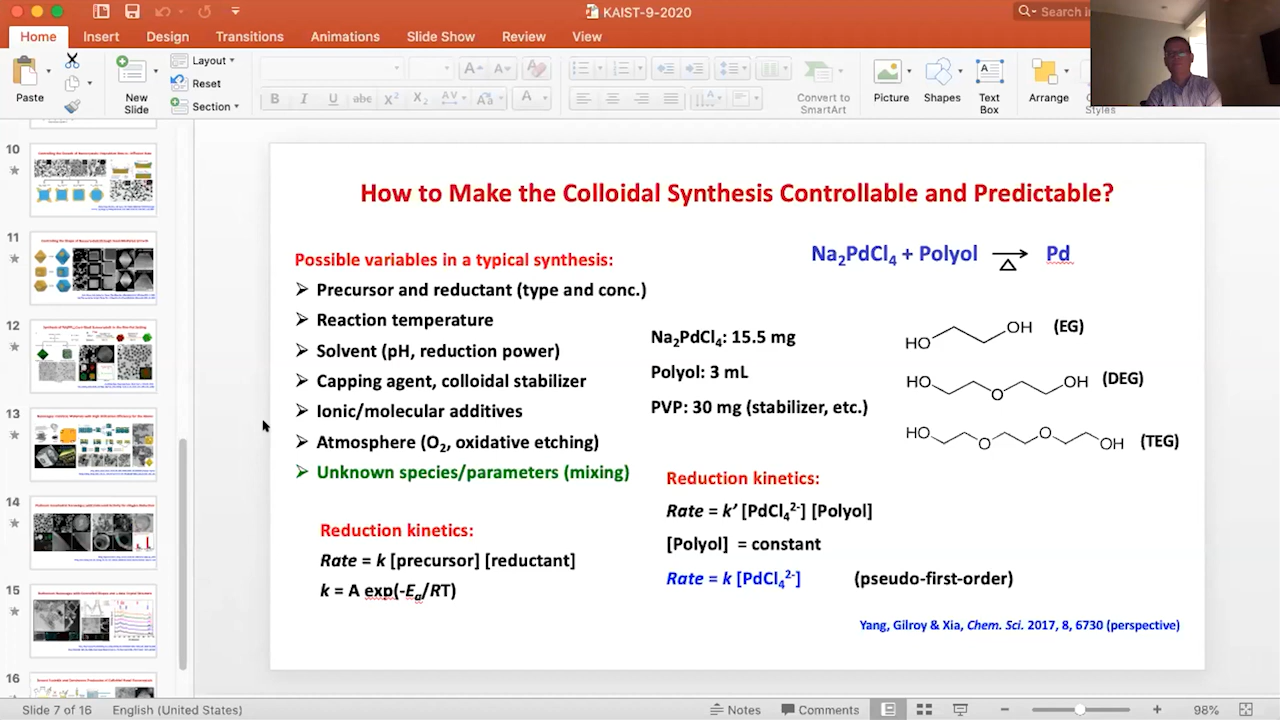 KAIST-9-2020
Search in
Home Insert Design Transitions Animations Slide Show Review View
Paste
New
Slide
Layout
Reset
Section
B I U abc X² X₂
Convert to
SmartArt
Picture
Shapes
Text
Box
Arrange
Styles
10
13
14
15
16
How to Make the Colloidal Synthesis Controllable and Predictable?
Possible variables in a typical synthesis:
➢ Precursor and reductant (type and conc.)
➢ Reaction temperature
➢ Solvent (pH, reduction power)
➢ Capping agent, colloidal stabilizer
➢ Ionic/molecular additives
➢ Atmosphere (O₂, oxidative etching)
➢ Unknown species/parameters (mixing)
Reduction kinetics:
Rate = k [precursor] [reductant]
k = A exp(-Eₐ/RT)
Na₂PdCl₄ + Polyol → Pd
Δ
Na₂PdCl₄: 15.5 mg
Polyol: 3 mL
PVP: 30 mg (stabilizer, etc.)
HO OH (EG)
HO O OH (DEG)
HO O O OH (TEG)
Reduction kinetics:
Rate = k’ [PdCl₄²⁻] [Polyol]
[Polyol] = constant
Rate = k [PdCl₄²⁻] (pseudo-first-order)
Yang, Gilroy & Xia, Chem. Sci. 2017, 8, 6730 (perspective)
Slide 7 of 16 English (United States) Notes Comments 98%